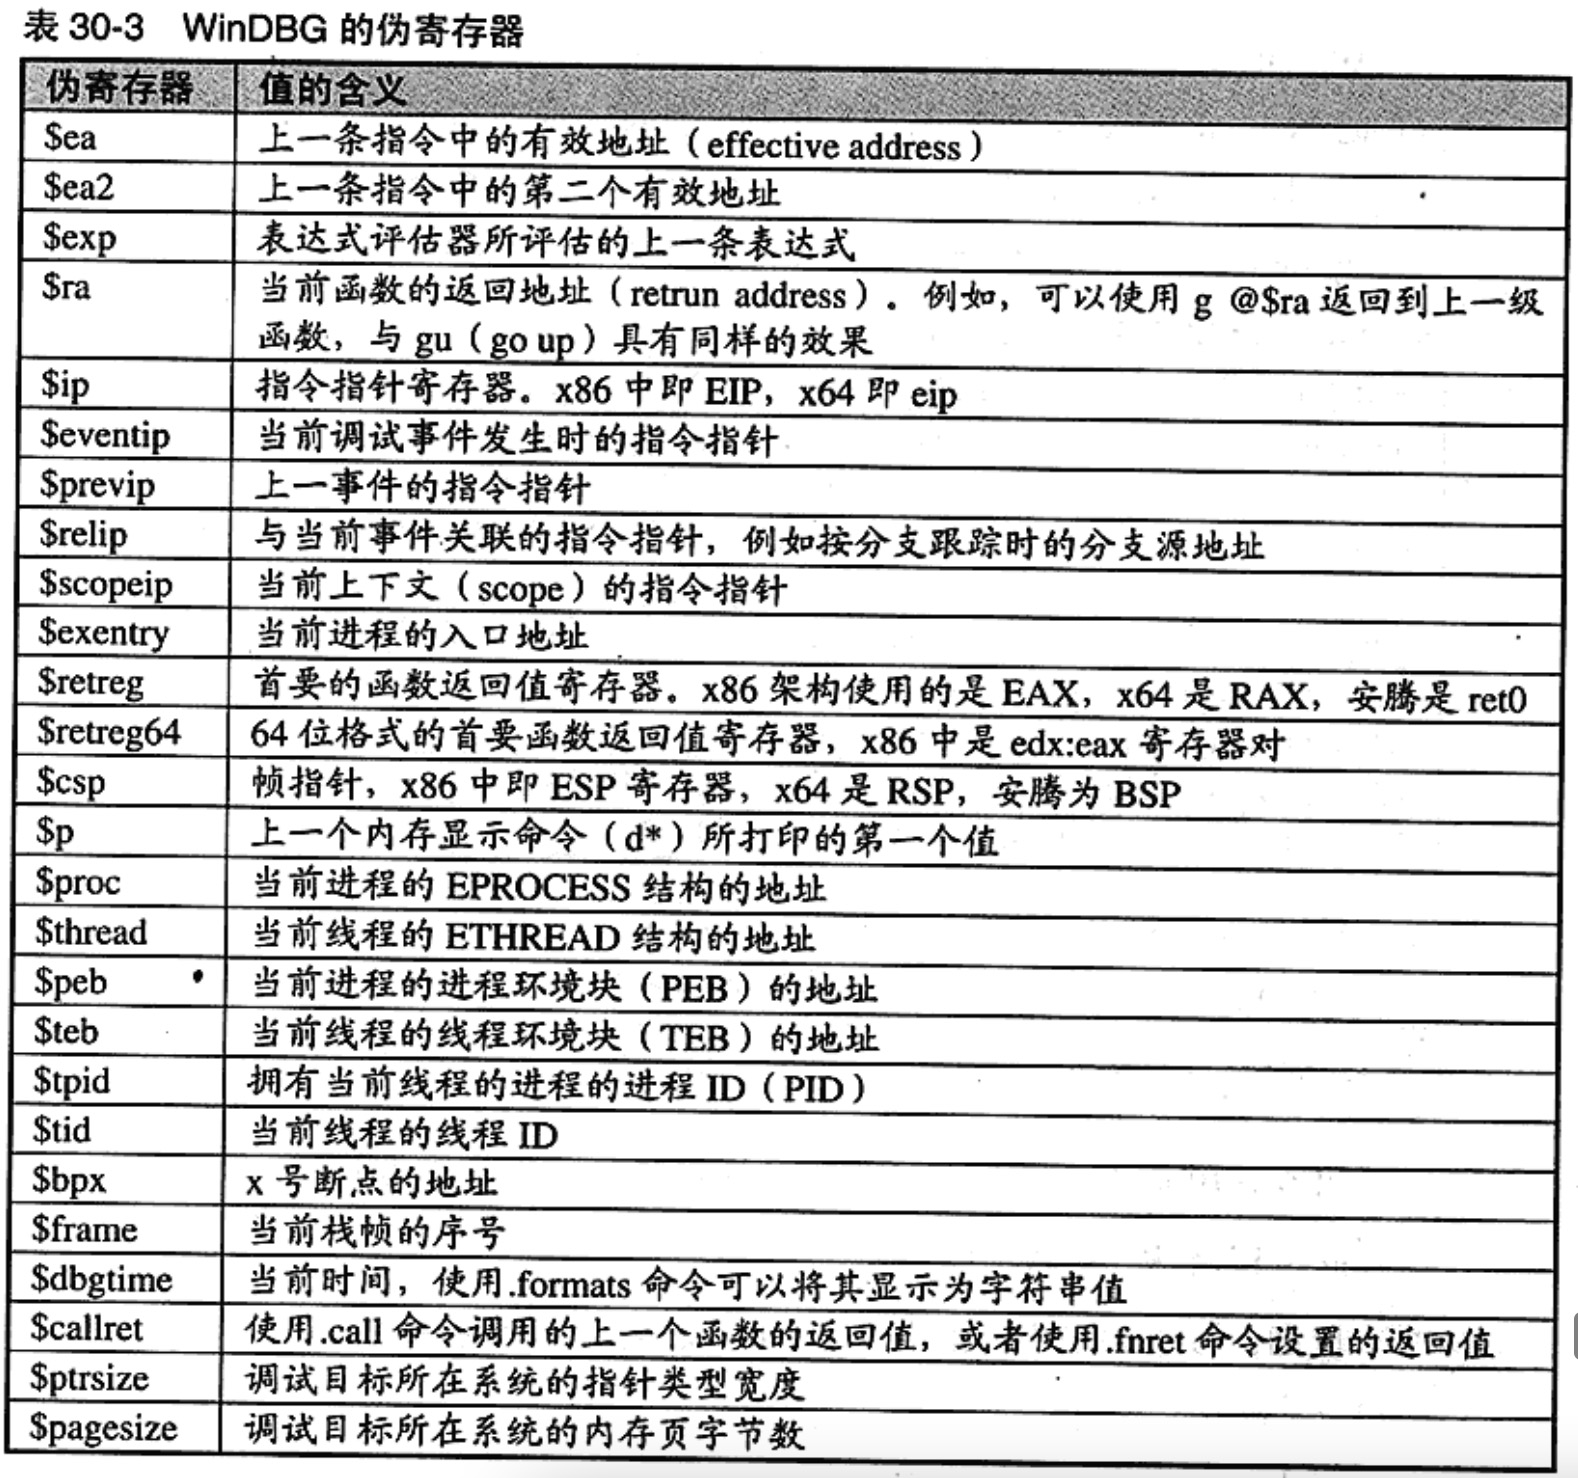 表 30-3 WinDBG 的伪寄存器
伪寄存器 值的含义
$ea 上一条指令中的有效地址（effective address）
$ea2 上一条指令中的第二个有效地址
$exp 表达式评估器所评估的上一条表达式
$ra 当前函数的返回地址（retrun address）。例如，可以使用 g @$ra 返回到上一级
函数，与 gu（go up）具有同样的效果
$ip 指令指针寄存器。x86 中即 EIP，x64 即 eip
$eventip 当前调试事件发生时的指令指针
$previp 上一事件的指令指针
$relip 与当前事件关联的指令指针，例如按分支跟踪时的分支源地址
$scopeip 当前上下文（scope）的指令指针
$exentry 当前进程的入口地址
$retreg 首要的函数返回值寄存器。x86 架构使用的是 EAX，x64 是 RAX，安腾是 ret0
$retreg64 64 位格式的首要函数返回值寄存器，x86 中是 edx:eax 寄存器对
$csp 帧指针，x86 中即 ESP 寄存器，x64 是 RSP，安腾为 BSP
$p 上一个内存显示命令（d*）所打印的第一个值
$proc 当前进程的 EPROCESS 结构的地址
$thread 当前线程的 ETHREAD 结构的地址
$peb 当前进程的进程环境块（PEB）的地址
$teb 当前线程的线程环境块（TEB）的地址
$tpid 拥有当前线程的进程的进程 ID（PID）
$tid 当前线程的线程 ID
$bpx x 号断点的地址
$frame 当前栈帧的序号
$dbgtime 当前时间，使用.formats 命令可以将其显示为字符串值
$callret 使用.call 命令调用的上一个函数的返回值，或者使用.fnret 命令设置的返回值
$ptrsize 调试目标所在系统的指针类型宽度
$pagesize 调试目标所在系统的内存页字节数